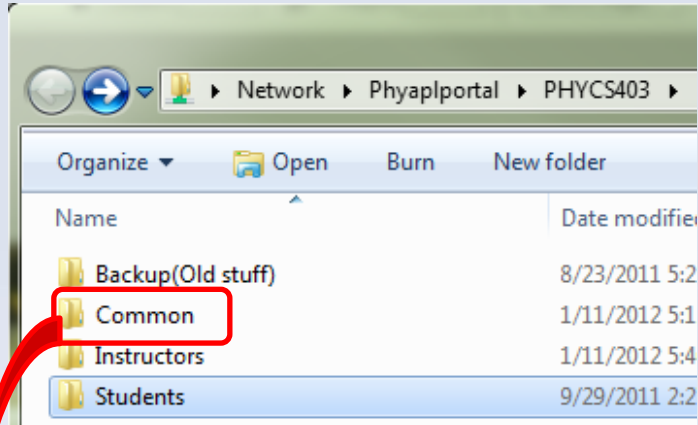 Network Phyaplportal PHYCS403
Organize Open Burn New folder
Name Date modifie
Backup(Old stuff) 8/23/2011 5:2
Common 1/11/2012 5:1
Instructors 1/11/2012 5:4
Students 9/29/2011 2:2